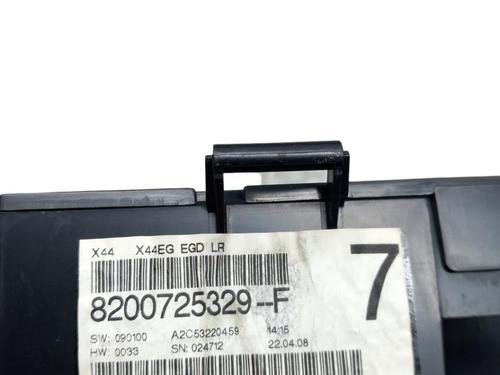 X44 X44EG EGD LR
8200725329--F 7
SW: 090100 A2C53220459 14:15
HW: 0033 SN: 024712 22.04.08